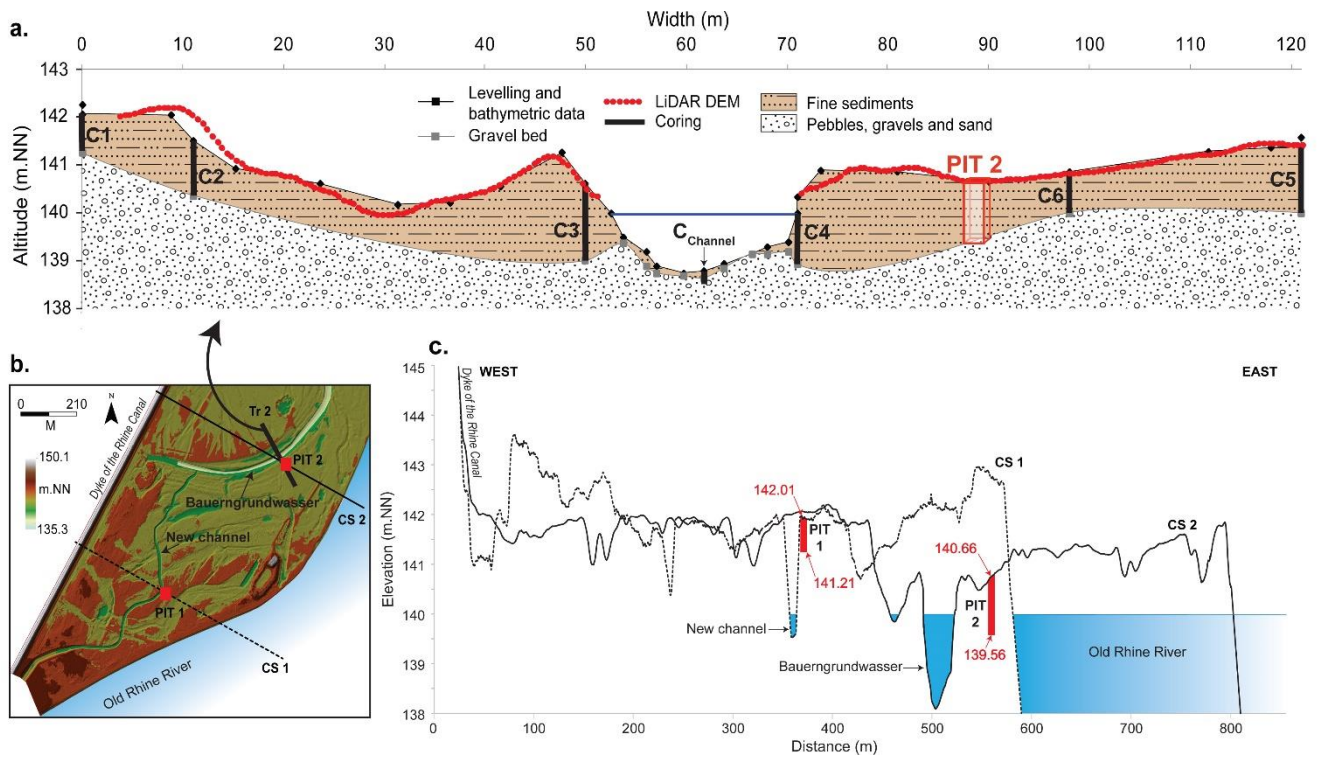 a.
Width (m)
0 10 20 30 40 50 60 70 80 90 100 110 120
Altitude (m.NN)
143
142
141
140
139
138
Levelling and
bathymetric data
Gravel bed
LiDAR DEM
Coring
Fine sediments
Pebbles, gravels and sand
C1
C2
C3
CChannel
C4
PIT 2
C6
C5
b.
0 210
M
N
150.1
m.NN
135.3
Dyke of the Rhine Canal
Tr 2
PIT 2
Bauerngrundwasser
CS 2
New channel
PIT 1
CS 1
Old Rhine River
c.
Elevation (m.NN)
145
144
143
142
141
140
139
138
WEST
EAST
Dyke of the Rhine Canal
CS 1
142.01
PIT
1
141.21
CS 2
140.66
PIT
2
139.56
New channel
Bauerngrundwasser
Old Rhine River
0 100 200 300 400 500 600 700 800
Distance (m)